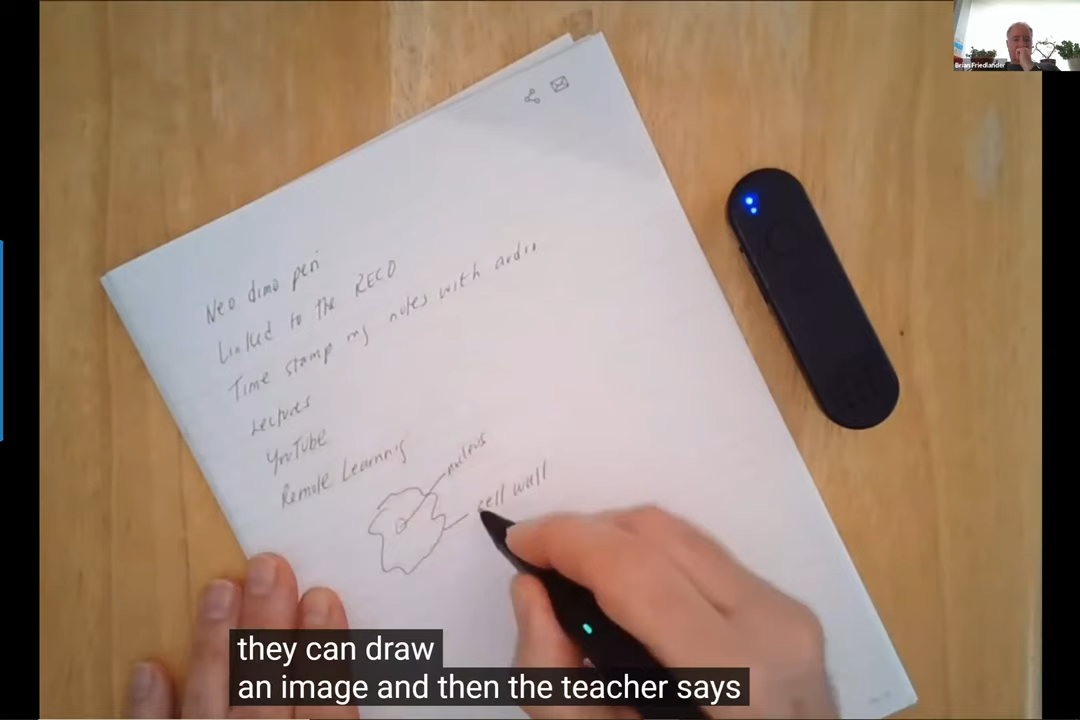 Brian Friedlander
Neo dimo pen
Linked to the RECO
Time stamp my notes with audio
Lectures
YouTube
Remote Learning
nucleus
cell wall
they can draw
an image and then the teacher says